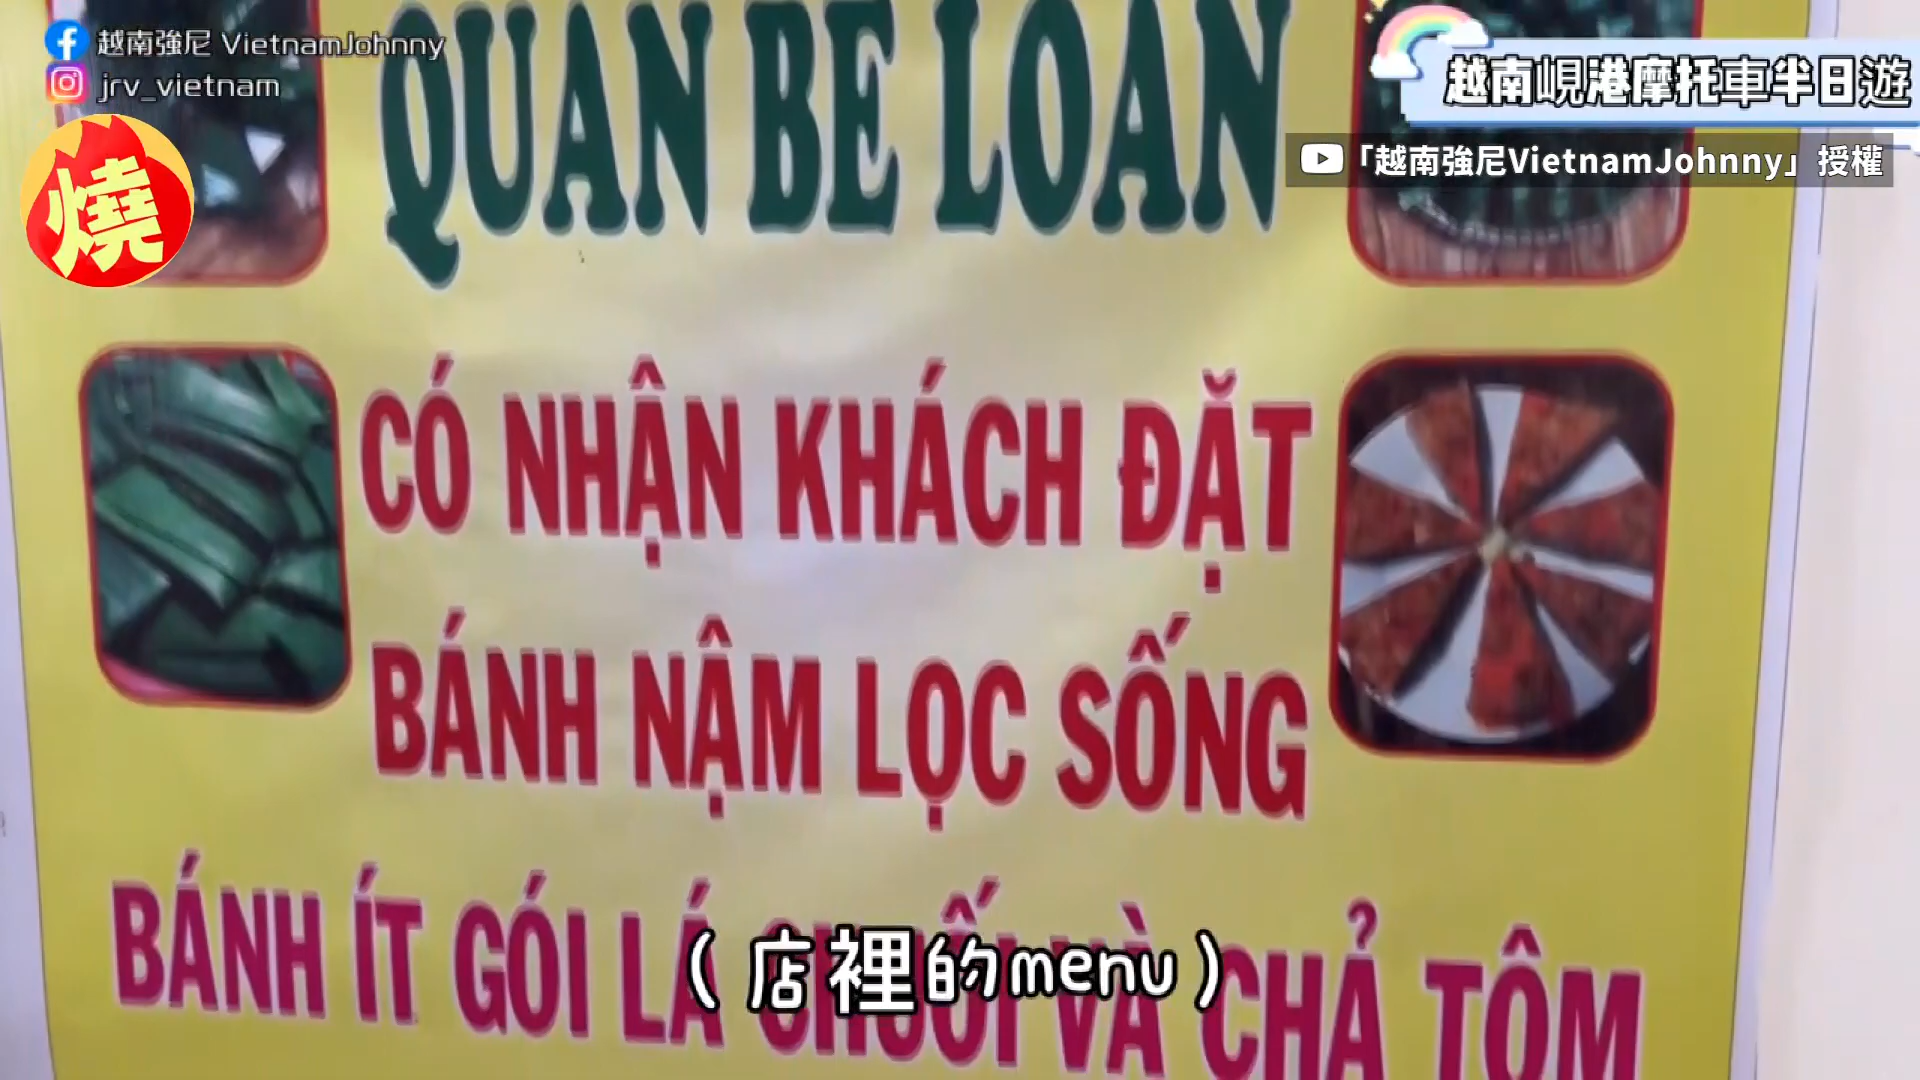 越南強尼 VietnamJohnny
jrv_vietnam
燒
越南峴港摩托車半日遊
「越南強尼VietnamJohnny」授權
QUAN BE LOAN
CÓ NHẬN KHÁCH ĐẶT
BÁNH NẬM LỌC SỐNG
BÁNH ÍT GÓI LÁ CHUỐI VÀ CHẢ TÔM
(店裡的menu)